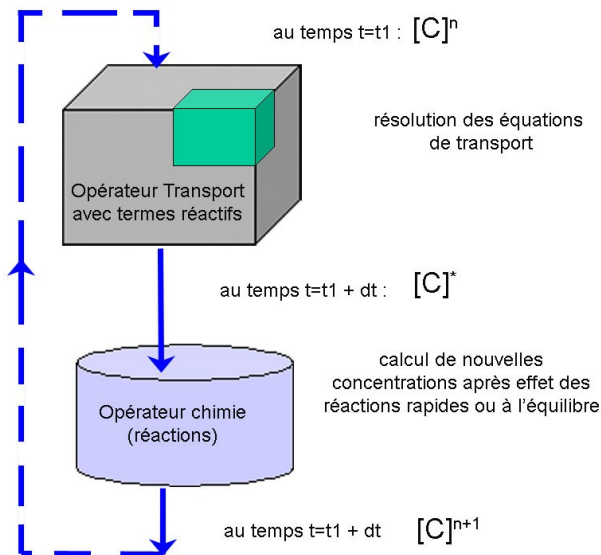 au temps t=t1 : [C]ⁿ
résolution des équations
de transport
Opérateur Transport
avec termes réactifs
au temps t=t1 + dt : [C]*
calcul de nouvelles
concentrations après effet des
réactions rapides ou à l’équilibre
Opérateur chimie
(réactions)
au temps t=t1 + dt [C]ⁿ⁺¹